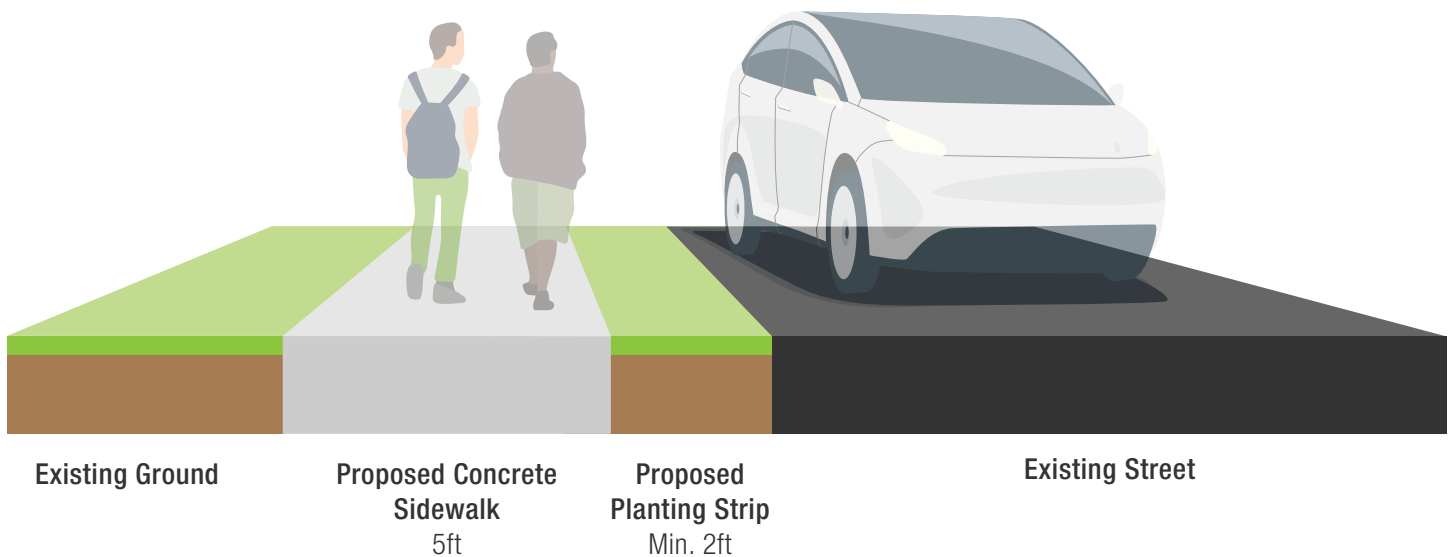 Existing Ground
Proposed Concrete
Sidewalk
5ft
Proposed
Planting Strip
Min. 2ft
Existing Street